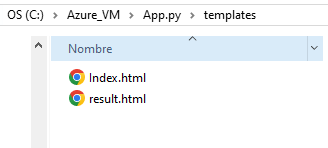 OS (C:) > Azure_VM > App.py > templates
Nombre
Index.html
result.html